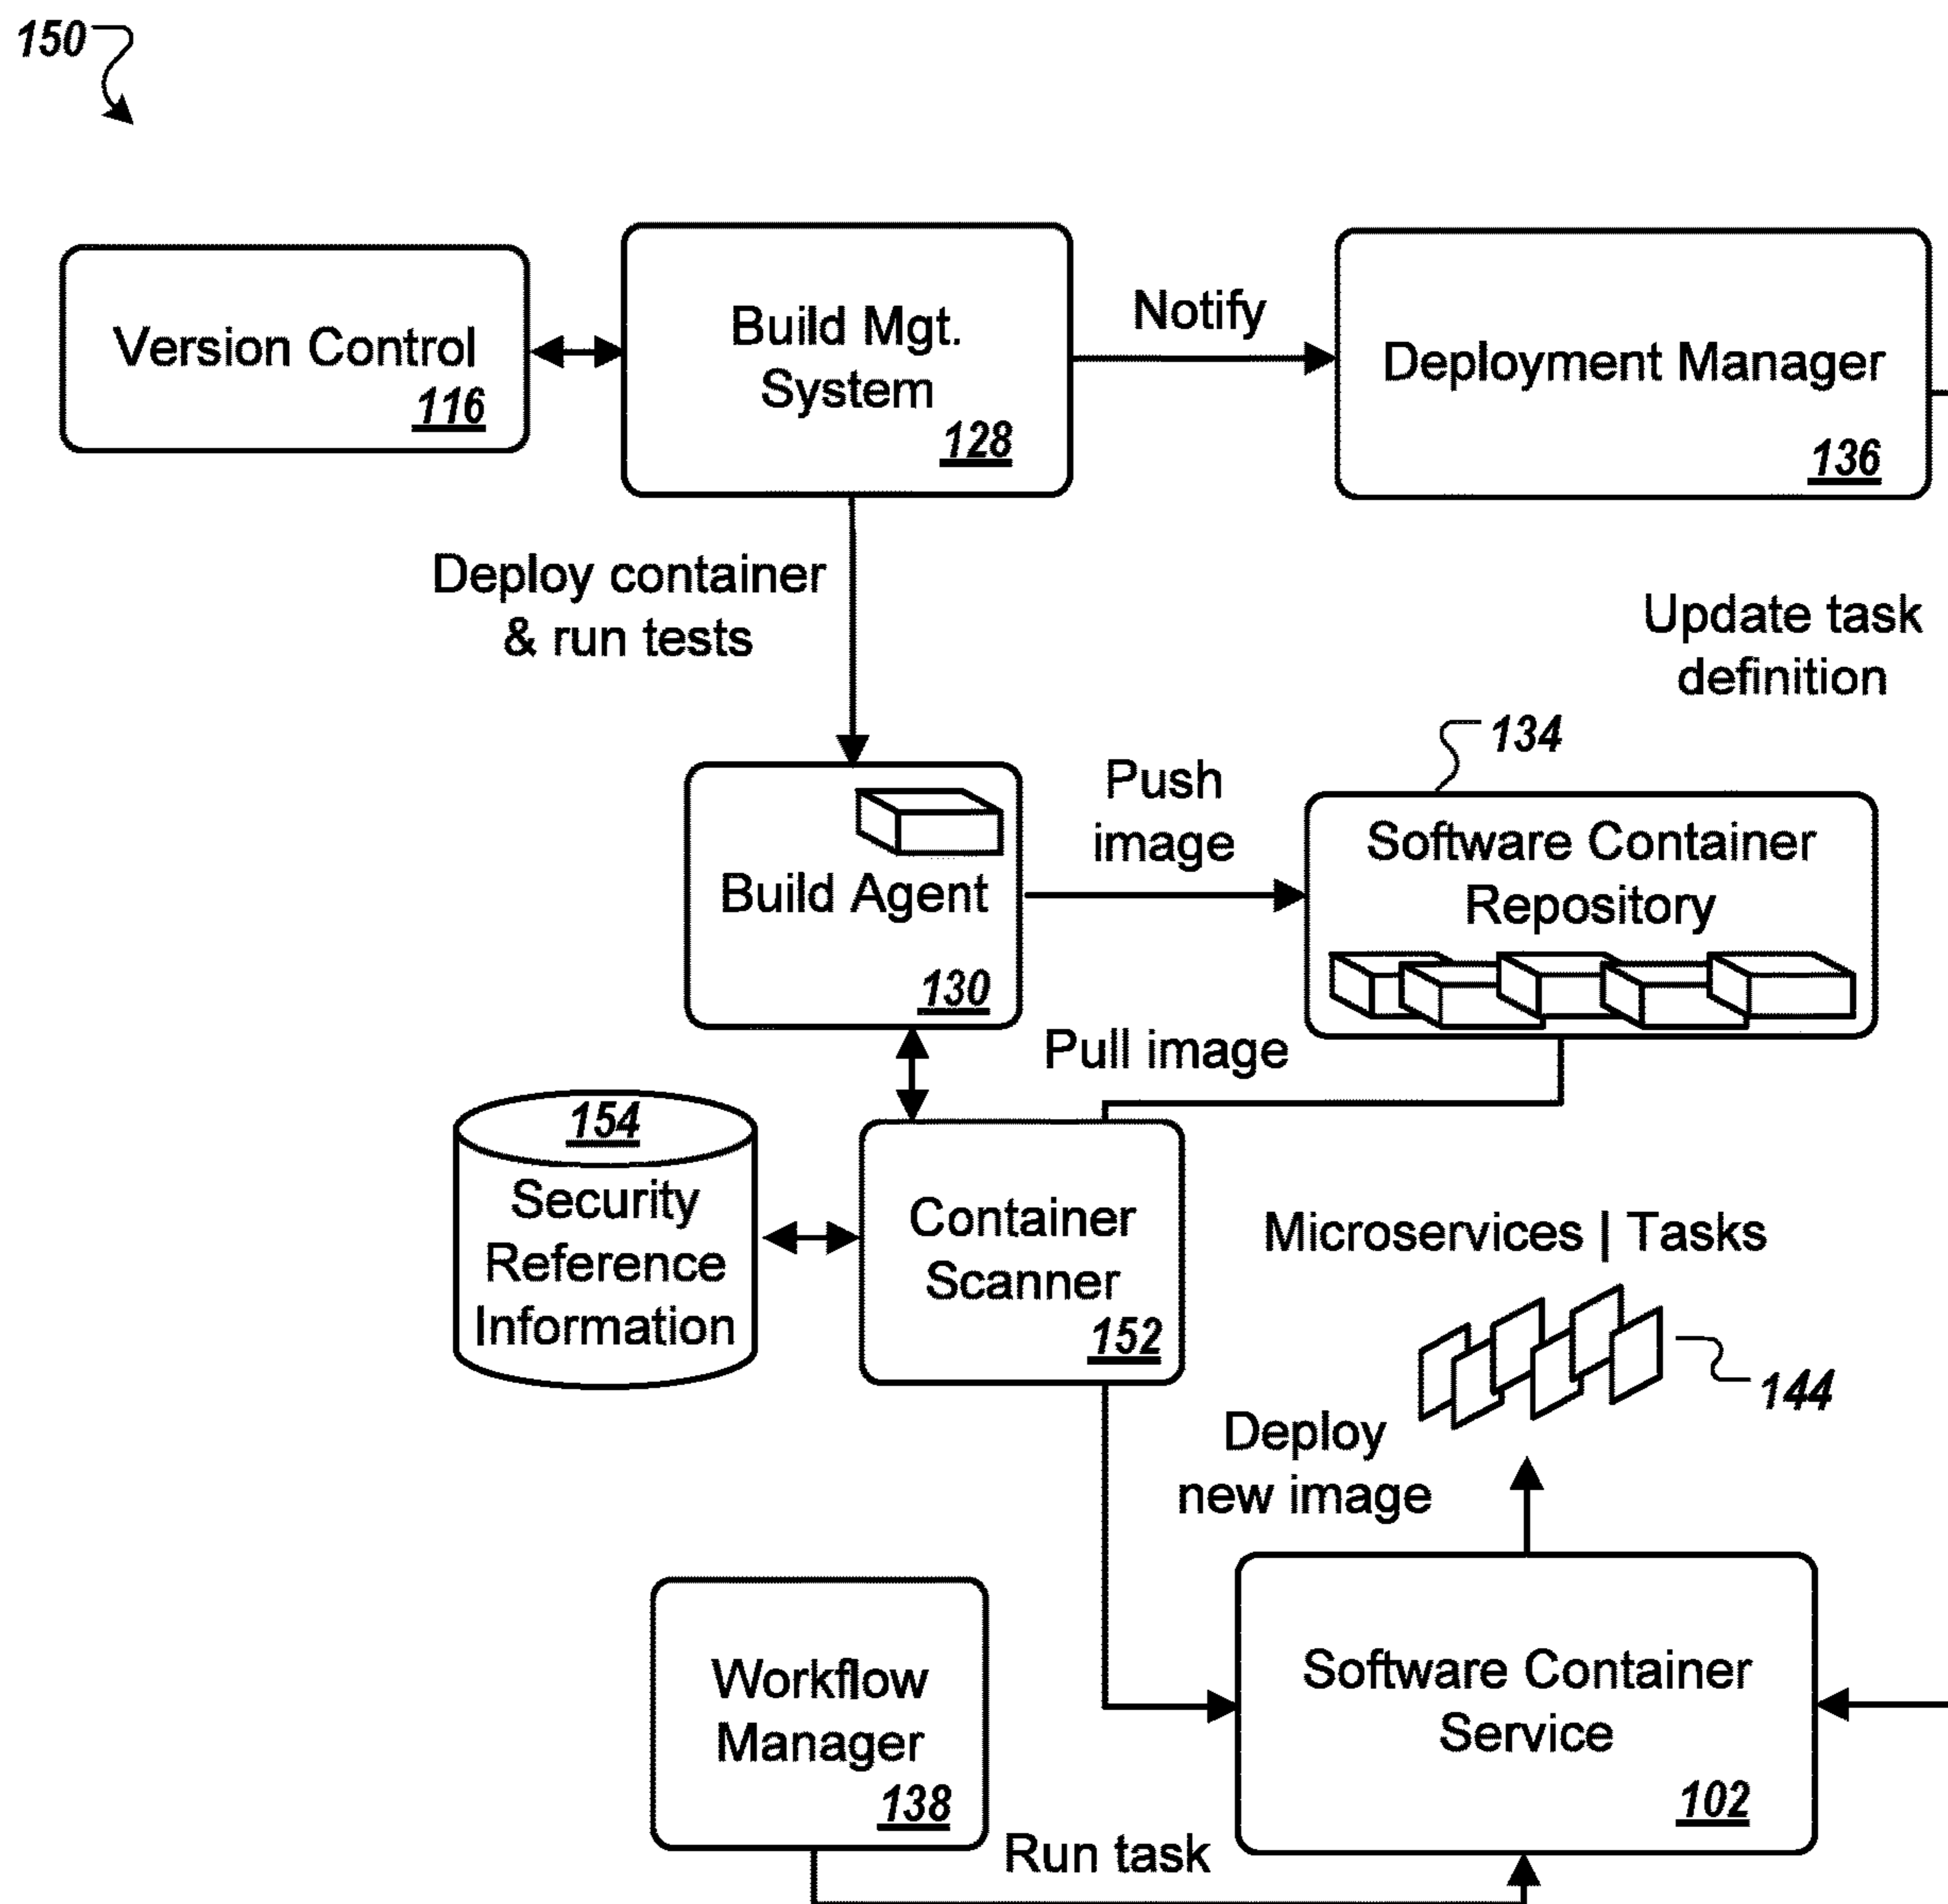 150
Version Control
116
Build Mgt.
System
128
Notify
Deployment Manager
136
Deploy container
& run tests
Update task
definition
134
Build Agent
130
Push
image
Software Container
Repository
Pull image
154
Security
Reference
Information
Container
Scanner
152
Microservices | Tasks
144
Deploy
new image
Workflow
Manager
138
Run task
Software Container
Service
102